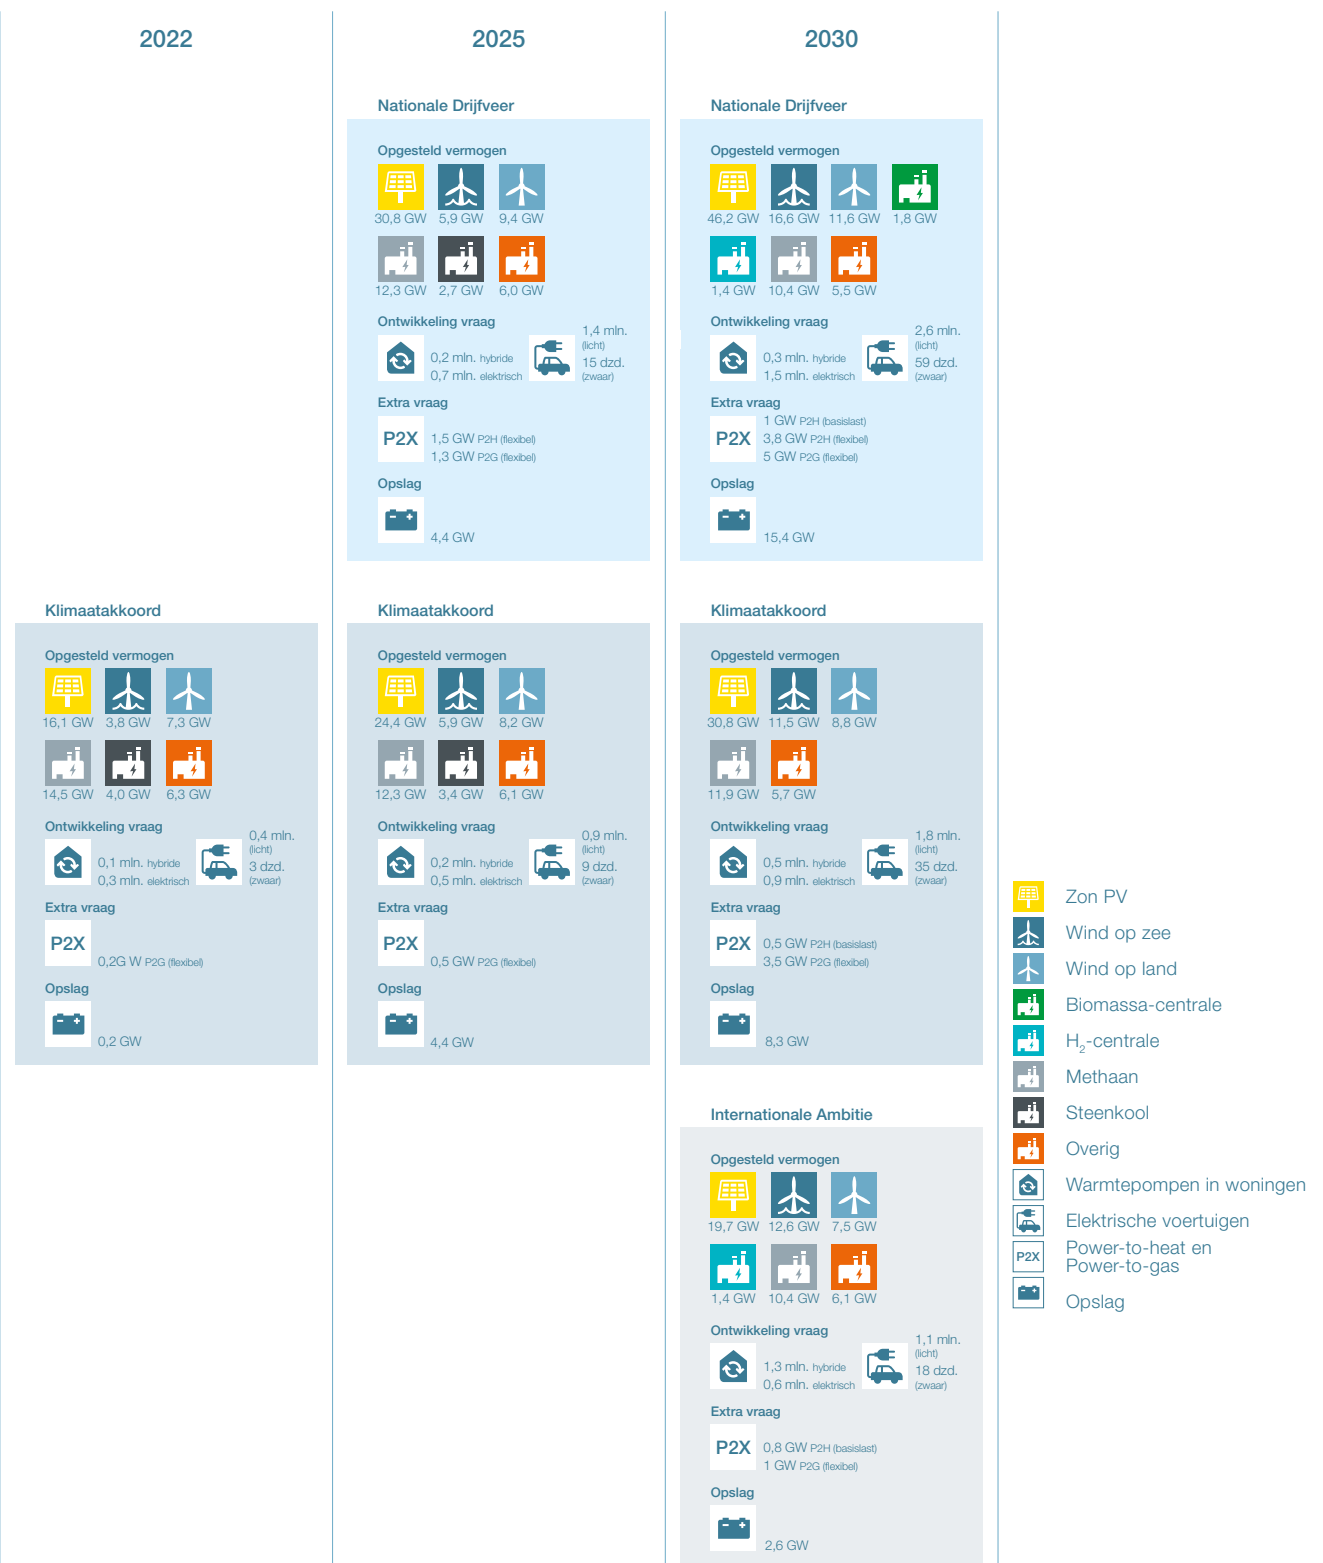 2022
2025
2030
Nationale Drijfveer
Opgesteld vermogen
30,8 GW 5,9 GW 9,4 GW
12,3 GW 2,7 GW 6,0 GW
Ontwikkeling vraag
0,2 mln. hybride
0,7 mln. elektrisch
1,4 mln.
(licht)
15 dzd.
(zwaar)
Extra vraag
P2X
1,5 GW P2H (flexibel)
1,3 GW P2G (flexibel)
Opslag
4,4 GW
Nationale Drijfveer
Opgesteld vermogen
46,2 GW 16,6 GW 11,6 GW 1,8 GW
1,4 GW 10,4 GW 5,5 GW
Ontwikkeling vraag
0,3 mln. hybride
1,5 mln. elektrisch
2,6 mln.
(licht)
59 dzd.
(zwaar)
Extra vraag
P2X
1 GW P2H (basislast)
3,8 GW P2H (flexibel)
5 GW P2G (flexibel)
Opslag
15,4 GW
Klimaatakkoord
Opgesteld vermogen
16,1 GW 3,8 GW 7,3 GW
14,5 GW 4,0 GW 6,3 GW
Ontwikkeling vraag
0,1 mln. hybride
0,3 mln. elektrisch
0,4 mln.
(licht)
3 dzd.
(zwaar)
Extra vraag
P2X
0,2G W P2G (flexibel)
Opslag
0,2 GW
Klimaatakkoord
Opgesteld vermogen
24,4 GW 5,9 GW 8,2 GW
12,3 GW 3,4 GW 6,1 GW
Ontwikkeling vraag
0,2 mln. hybride
0,5 mln. elektrisch
0,9 mln.
(licht)
9 dzd.
(zwaar)
Extra vraag
P2X
0,5 GW P2G (flexibel)
Opslag
4,4 GW
Klimaatakkoord
Opgesteld vermogen
30,8 GW 11,5 GW 8,8 GW
11,9 GW 5,7 GW
Ontwikkeling vraag
0,5 mln. hybride
0,9 mln. elektrisch
1,8 mln.
(licht)
35 dzd.
(zwaar)
Extra vraag
P2X
0,5 GW P2H (basislast)
3,5 GW P2G (flexibel)
Opslag
8,3 GW
Internationale Ambitie
Opgesteld vermogen
19,7 GW 12,6 GW 7,5 GW
1,4 GW 10,4 GW 6,1 GW
Ontwikkeling vraag
1,3 mln. hybride
0,6 mln. elektrisch
1,1 mln.
(licht)
18 dzd.
(zwaar)
Extra vraag
P2X
0,8 GW P2H (basislast)
1 GW P2G (flexibel)
Opslag
2,6 GW
Zon PV
Wind op zee
Wind op land
Biomassa-centrale
H2-centrale
Methaan
Steenkool
Overig
Warmtepompen in woningen
Elektrische voertuigen
P2X
Power-to-heat en
Power-to-gas
Opslag